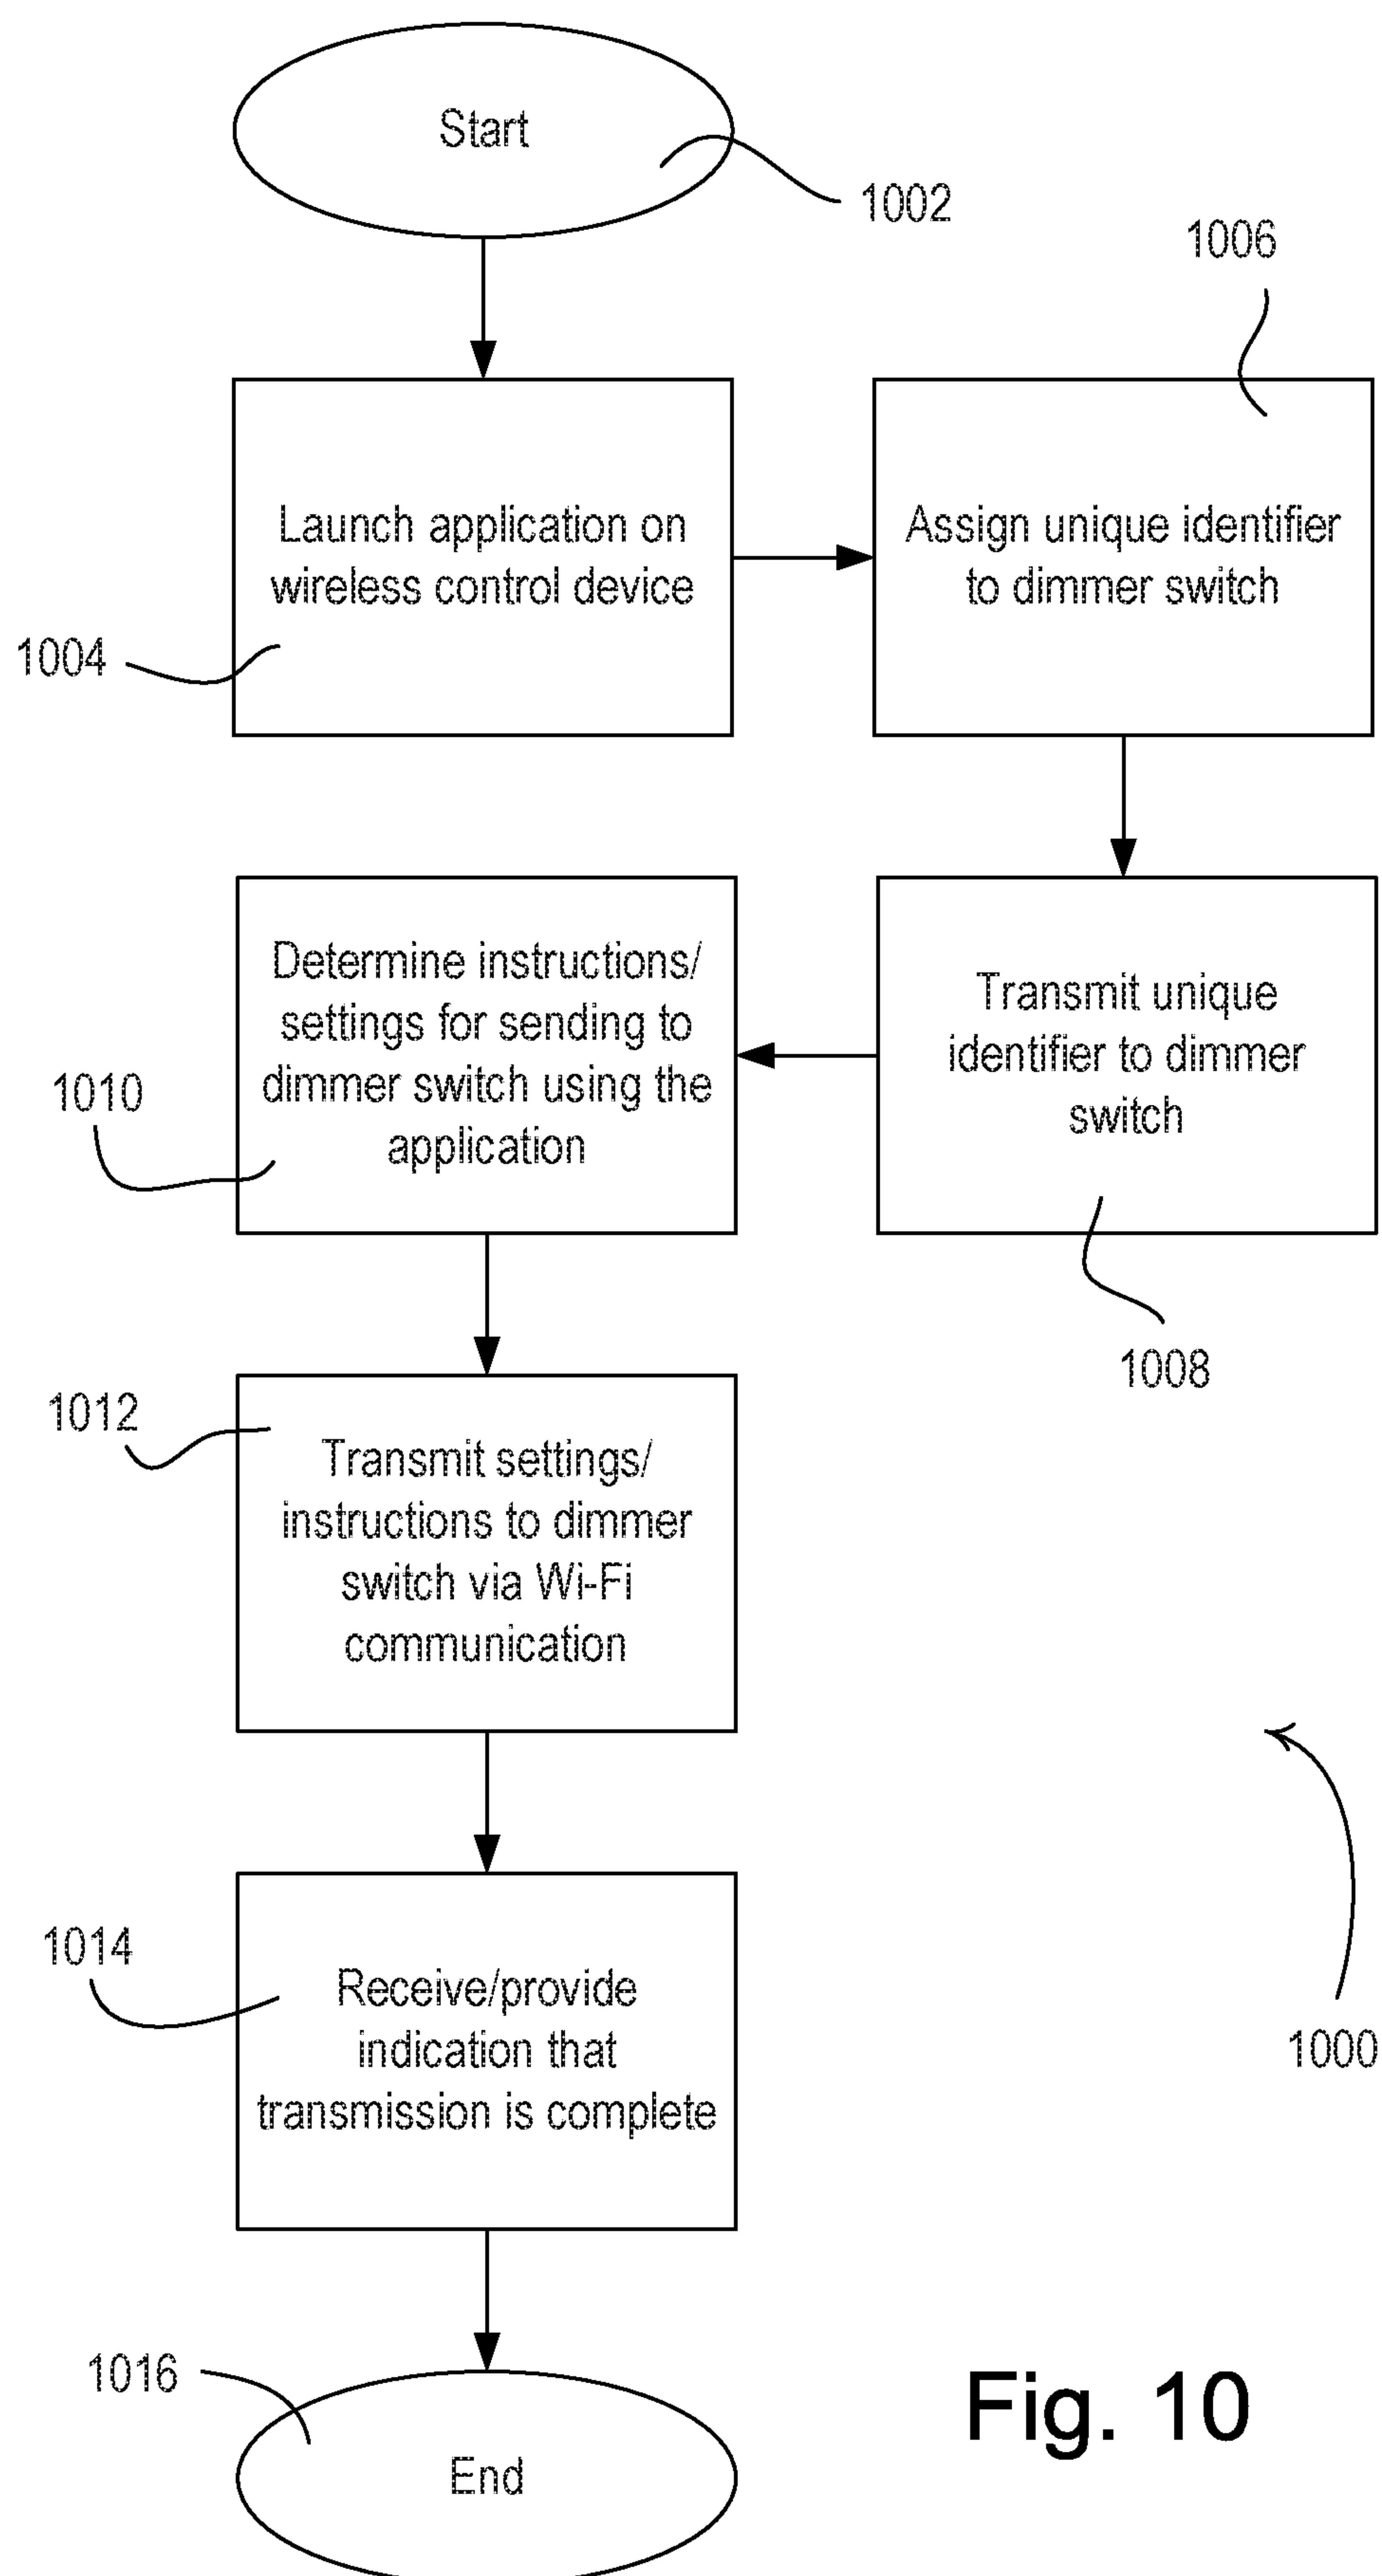 Start
1002
1006
Launch application on
wireless control device
1004
Assign unique identifier
to dimmer switch
Determine instructions/
settings for sending to
dimmer switch using the
application
1010
Transmit unique
identifier to dimmer
switch
1008
1012
Transmit settings/
instructions to dimmer
switch via Wi-Fi
communication
1014
Receive/provide
indication that
transmission is complete
1000
1016
End
Fig. 10